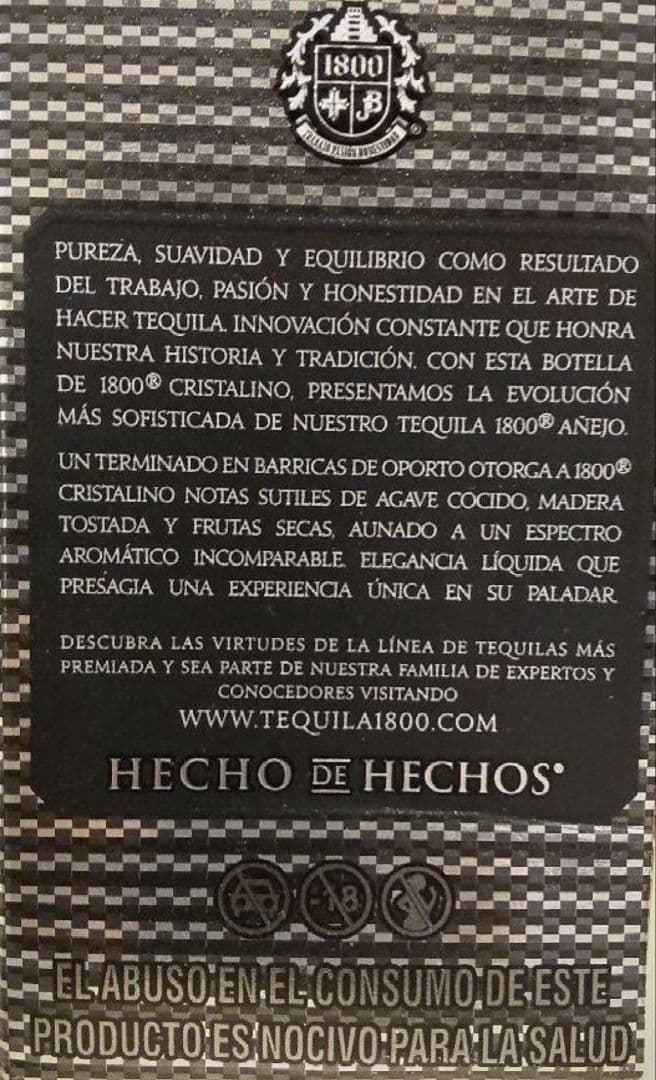 1800
JB
TRABAJO PASIÓN HONESTIDAD
PUREZA, SUAVIDAD Y EQUILIBRIO COMO RESULTADO
DEL TRABAJO, PASIÓN Y HONESTIDAD EN EL ARTE DE
HACER TEQUILA. INNOVACIÓN CONSTANTE QUE HONRA
NUESTRA HISTORIA Y TRADICIÓN. CON ESTA BOTELLA
DE 1800® CRISTALINO, PRESENTAMOS LA EVOLUCIÓN
MÁS SOFISTICADA DE NUESTRO TEQUILA 1800® AÑEJO.
UN TERMINADO EN BARRICAS DE OPORTO OTORGA A 1800®
CRISTALINO NOTAS SUTILES DE AGAVE COCIDO, MADERA
TOSTADA Y FRUTAS SECAS, AUNADO A UN ESPECTRO
AROMÁTICO INCOMPARABLE. ELEGANCIA LÍQUIDA QUE
PRESAGIA UNA EXPERIENCIA ÚNICA EN SU PALADAR.
DESCUBRA LAS VIRTUDES DE LA LÍNEA DE TEQUILAS MÁS
PREMIADA Y SEA PARTE DE NUESTRA FAMILIA DE EXPERTOS Y
CONOCEDORES VISITANDO
WWW.TEQUILA1800.COM
HECHO DE HECHOS®
-18
EL ABUSO EN EL CONSUMO DE ESTE
PRODUCTO ES NOCIVO PARA LA SALUD.